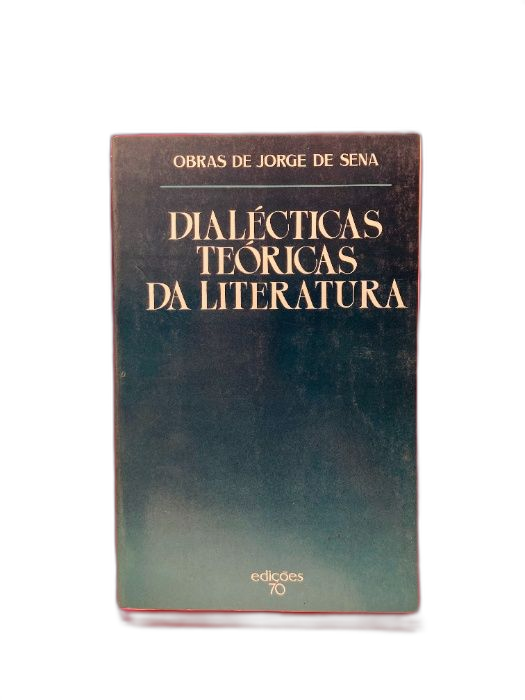 OBRAS DE JORGE DE SENA
DIALÉCTICAS
TEÓRICAS
DA LITERATURA
edições
70